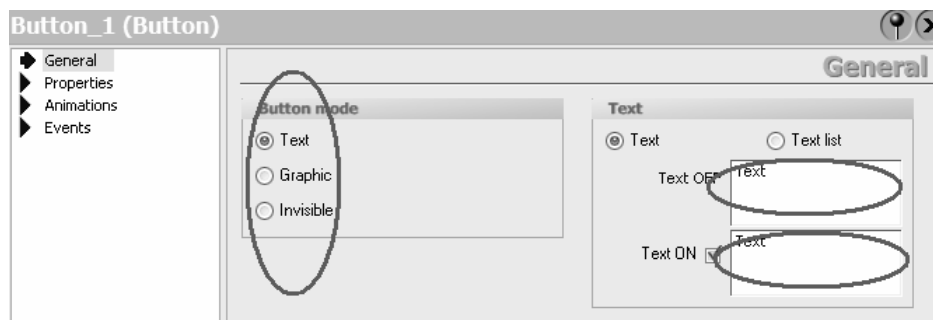 Button_1 (Button)
General
Properties
Animations
Events
General
Button mode
Text
Graphic
Invisible
Text
Text Text list
Text OFF Text
Text ON Text